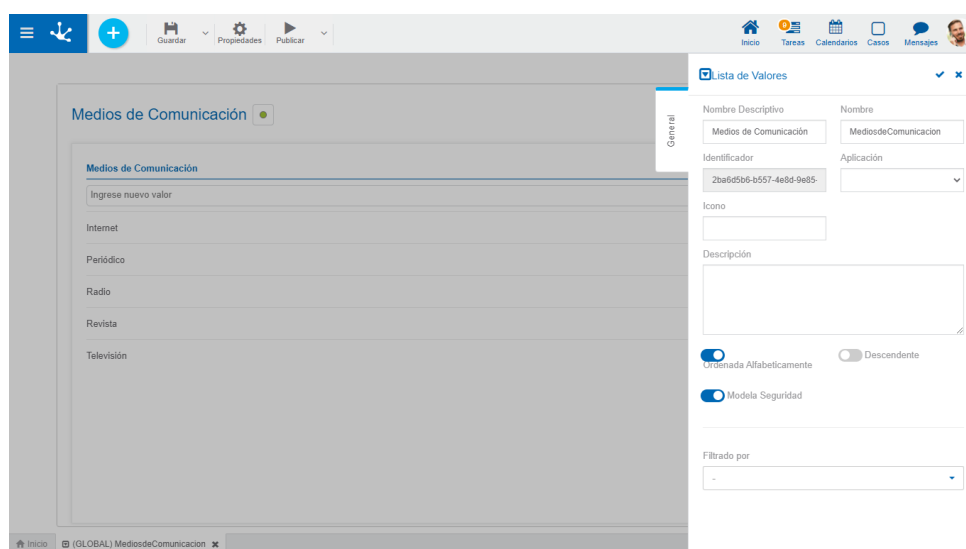 Guardar
Propiedades
Publicar
Inicio
0
Tareas
Calendarios
Casos
Mensajes
Medios de Comunicación
Medios de Comunicación
Ingrese nuevo valor
Internet
Periódico
Radio
Revista
Televisión
General
Lista de Valores
Nombre Descriptivo
Nombre
Medios de Comunicación
MediosdeComunicacion
Identificador
Aplicación
2ba6d5b6-b557-4e8d-9e85-
Icono
Descripción
Ordenada Alfabeticamente
Descendente
Modela Seguridad
Filtrado por
-
Inicio
(GLOBAL) MediosdeComunicacion